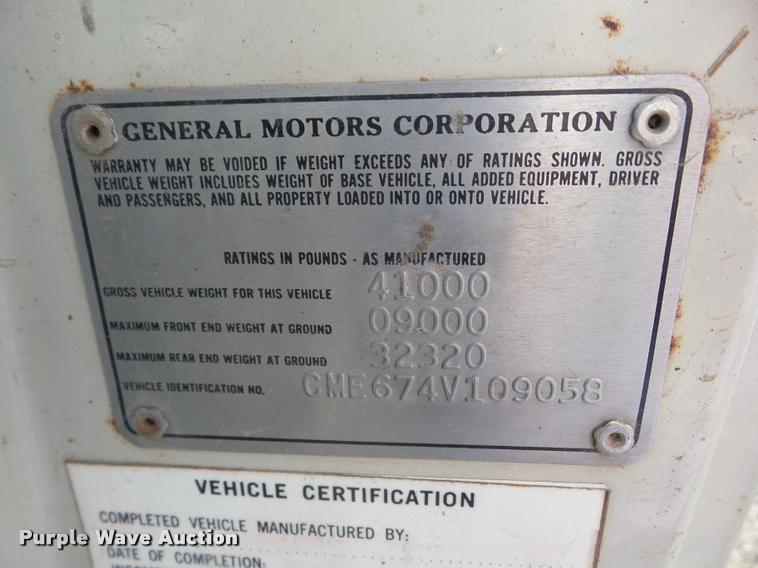 GENERAL MOTORS CORPORATION
WARRANTY MAY BE VOIDED IF WEIGHT EXCEEDS ANY OF RATINGS SHOWN. GROSS
VEHICLE WEIGHT INCLUDES WEIGHT OF BASE VEHICLE, ALL ADDED EQUIPMENT, DRIVER
AND PASSENGERS, AND ALL PROPERTY LOADED INTO OR ONTO VEHICLE.
RATINGS IN POUNDS - AS MANUFACTURED
GROSS VEHICLE WEIGHT FOR THIS VEHICLE 41000
MAXIMUM FRONT END WEIGHT AT GROUND 09000
MAXIMUM REAR END WEIGHT AT GROUND 32320
VEHICLE IDENTIFICATION NO. CME674V109058
VEHICLE CERTIFICATION
COMPLETED VEHICLE MANUFACTURED BY:
DATE OF COMPLETION:
Purple Wave Auction